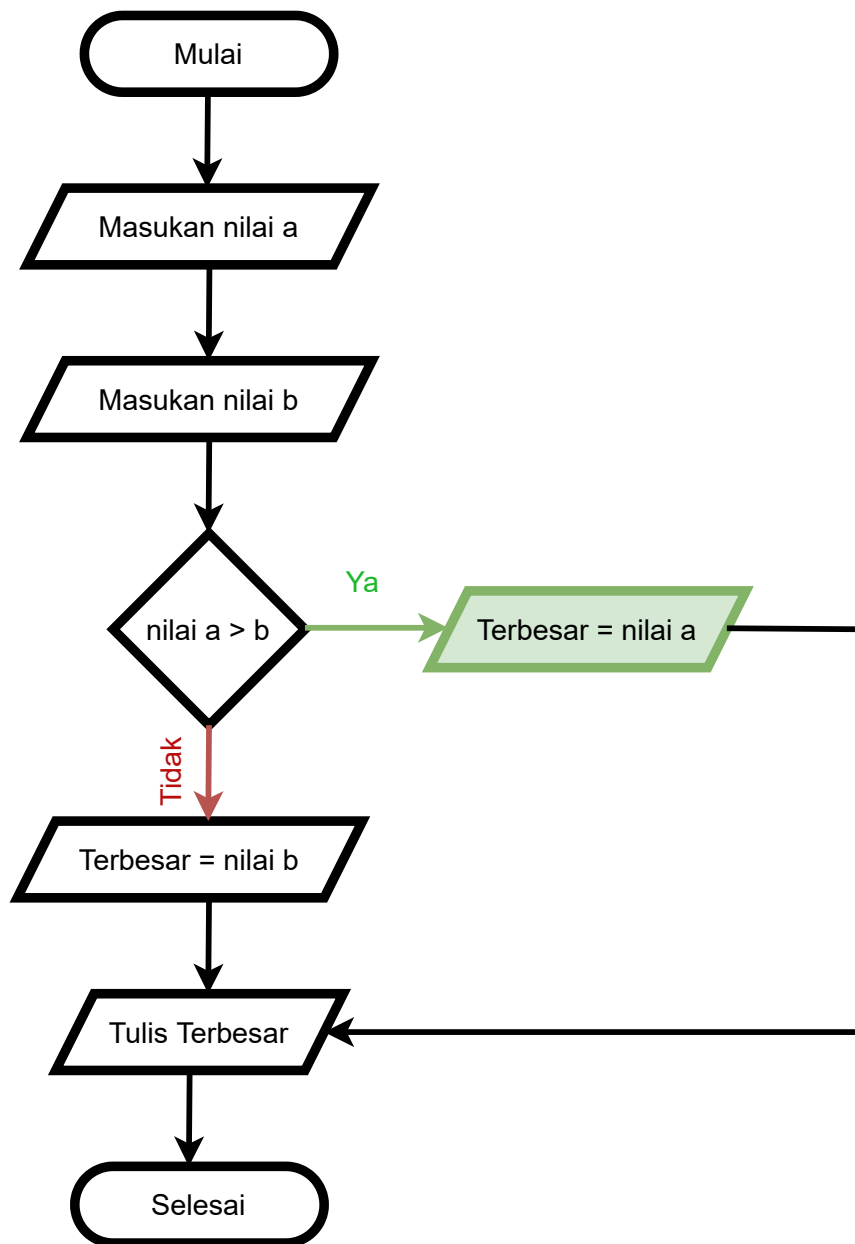 Mulai
Masukan nilai a
Masukan nilai b
nilai a > b
Ya
Terbesar = nilai a
Tidak
Terbesar = nilai b
Tulis Terbesar
Selesai